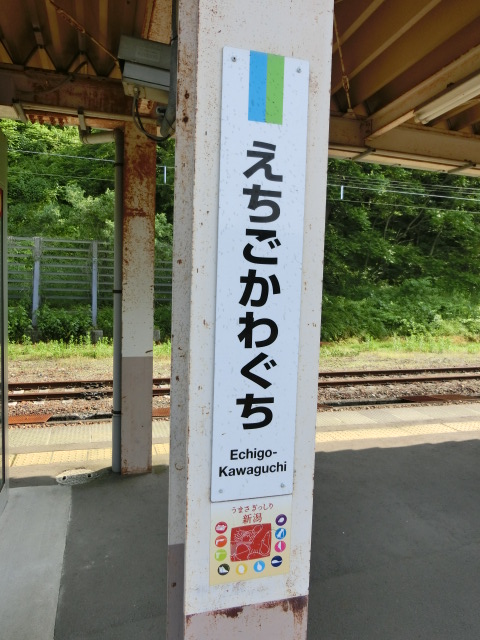 えちごかわぐち
Echigo-
Kawaguchi
うまさぎっしり
新潟